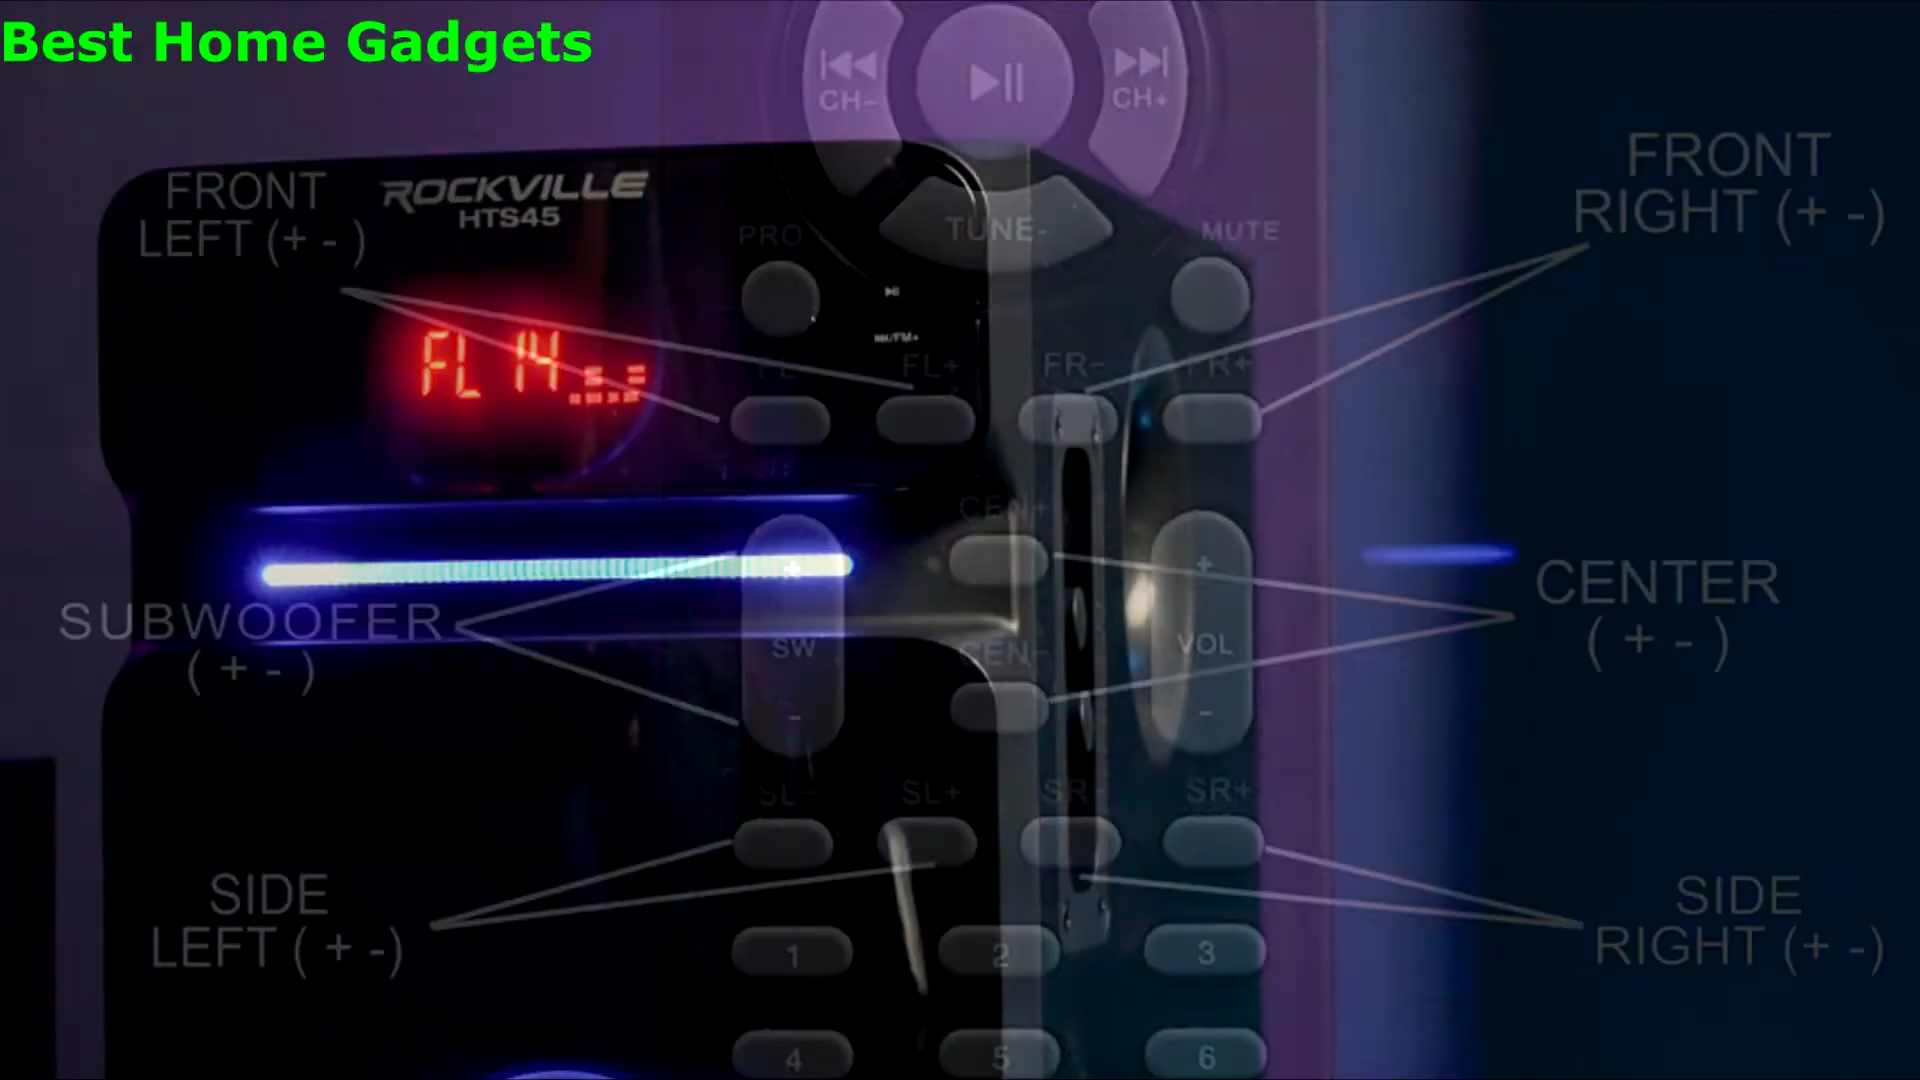 Best Home Gadgets
CH-
CH+
FRONT
LEFT (+ - )
ROCKVILLE
HTS45
FRONT
RIGHT (+ -)
PRO
TUNE-
MUTE
FL 14
FL+
FR-
FR+
CEN+
+
+
SUBWOOFER
( + - )
SW
CEN-
VOL
CENTER
( + - )
-
-
SL-
SL+
SR-
SR+
SIDE
LEFT ( + -)
SIDE
RIGHT (+ -)
1
2
3
4
5
6